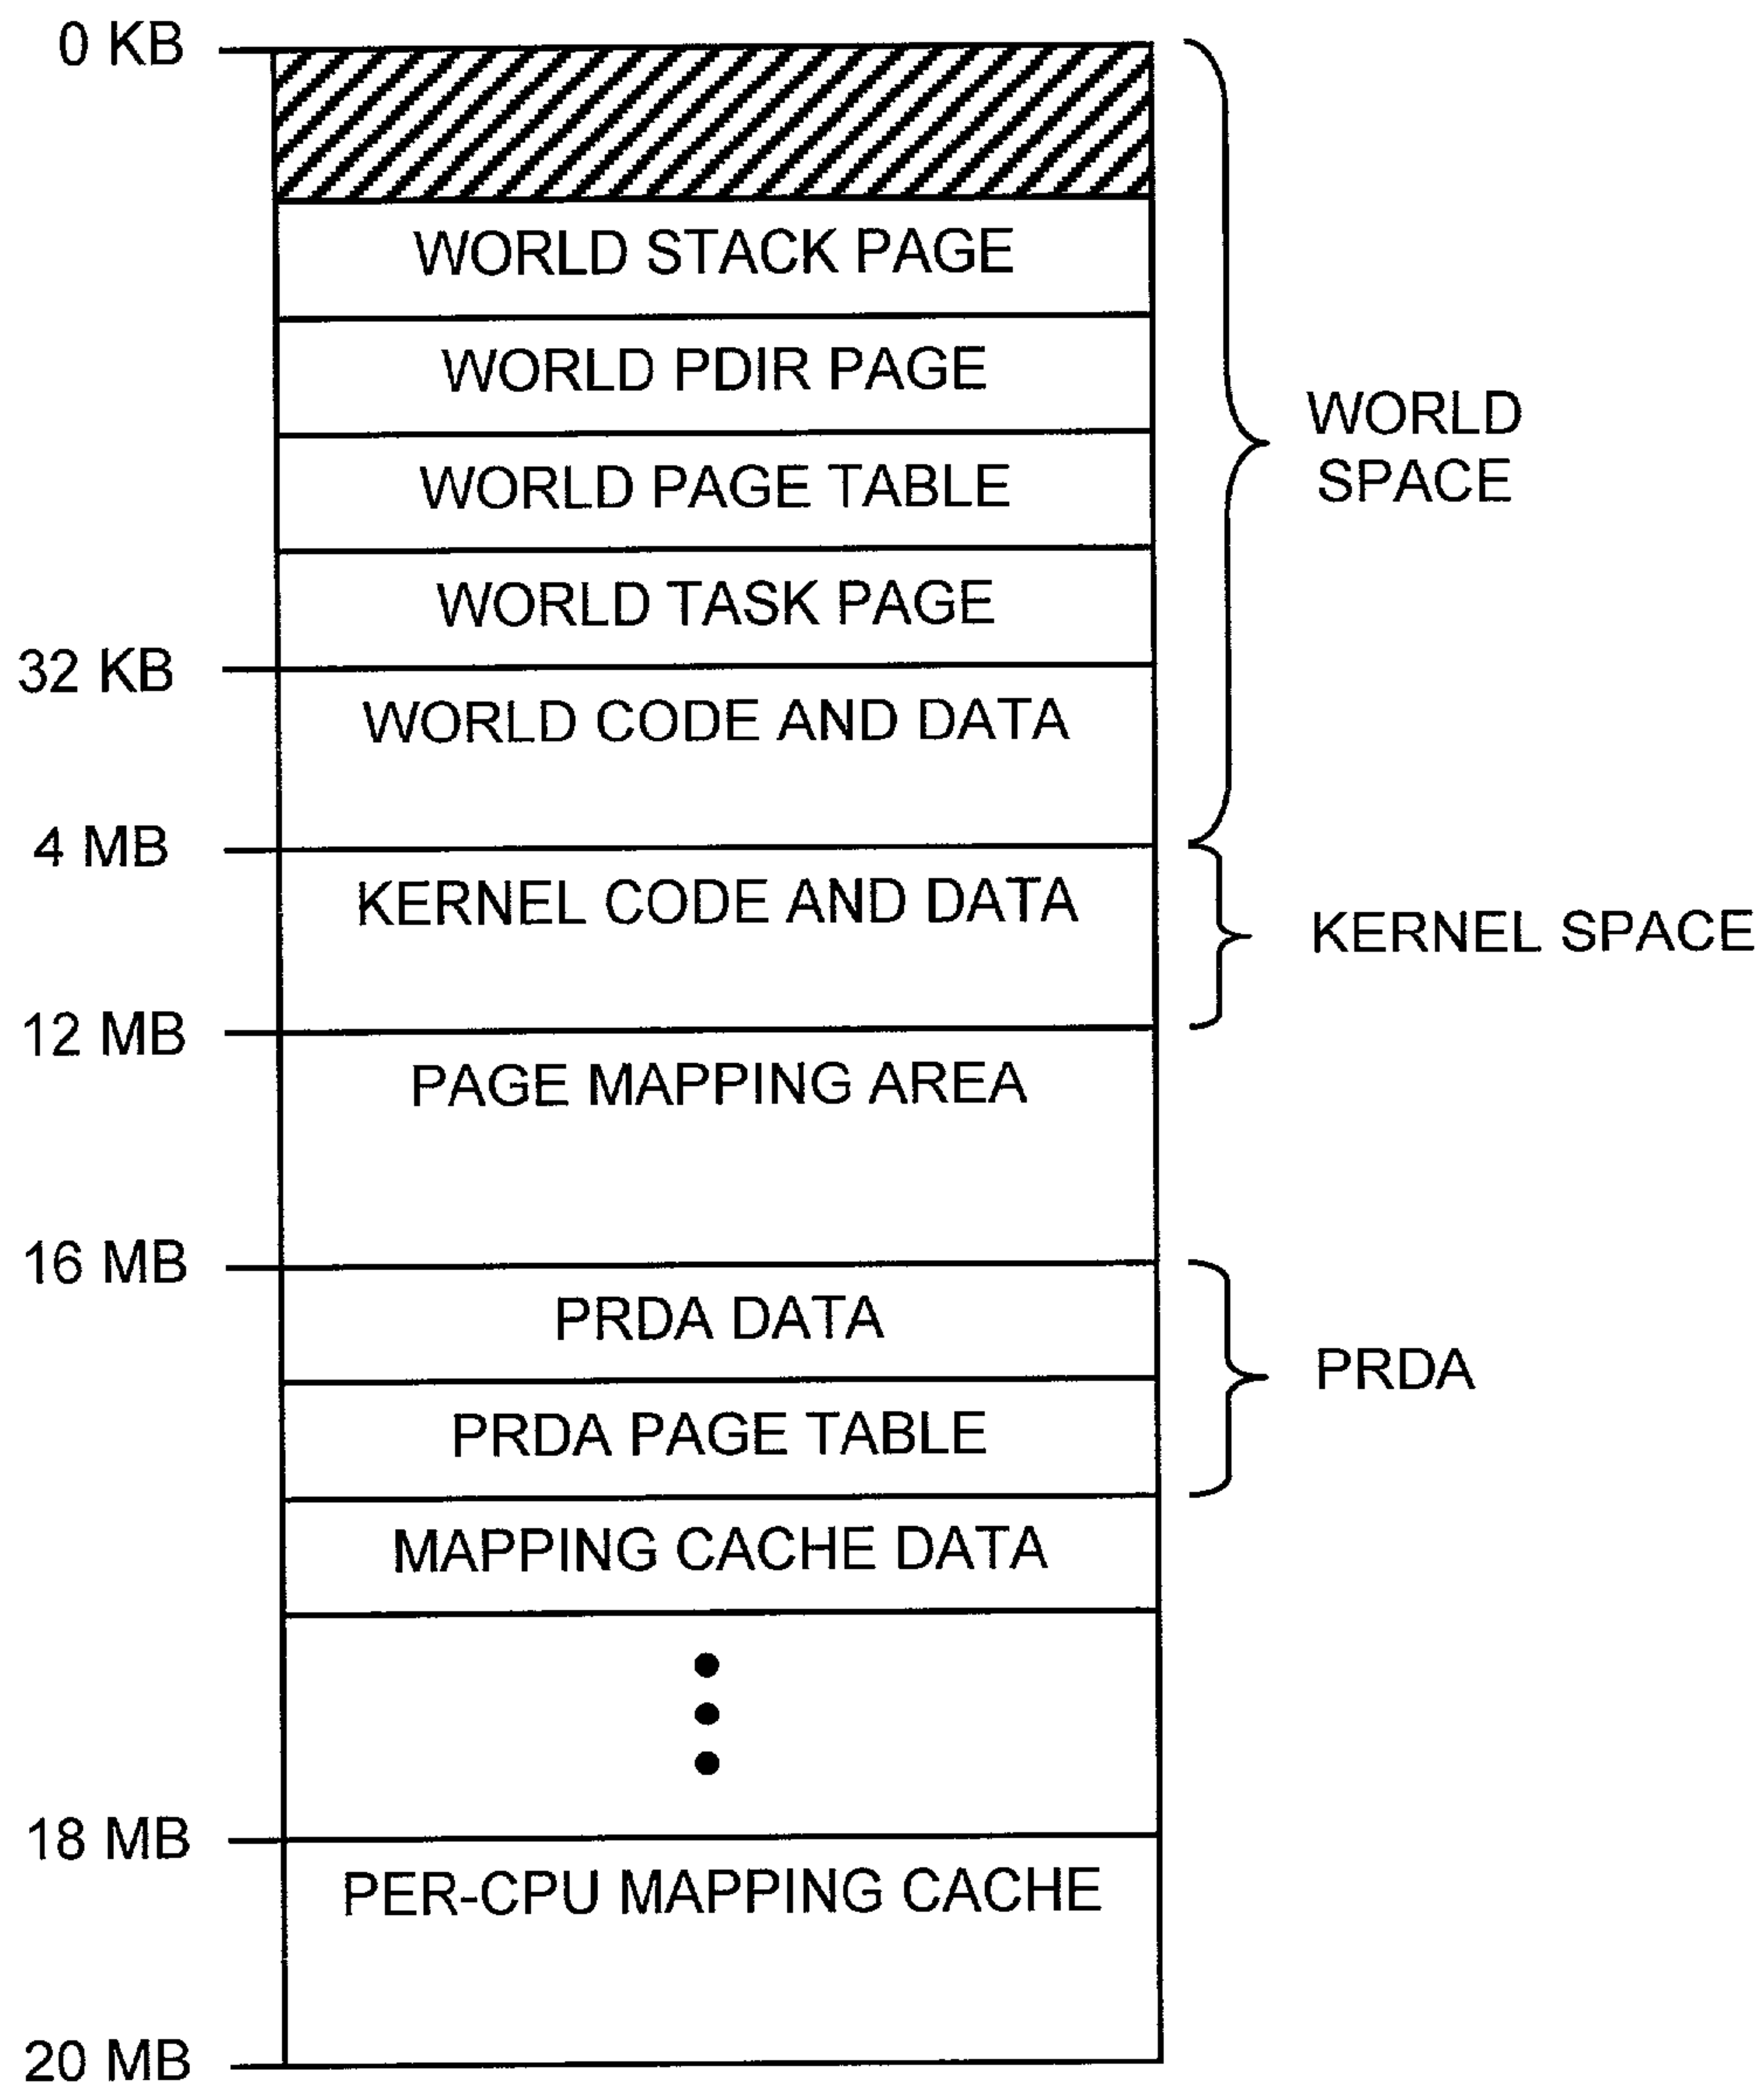 0 KB
WORLD STACK PAGE
WORLD PDIR PAGE
WORLD
SPACE
WORLD PAGE TABLE
WORLD TASK PAGE
32 KB
WORLD CODE AND DATA
4 MB
KERNEL CODE AND DATA
KERNEL SPACE
12 MB
PAGE MAPPING AREA
16 MB
PRDA DATA
PRDA
PRDA PAGE TABLE
MAPPING CACHE DATA
18 MB
PER-CPU MAPPING CACHE
20 MB